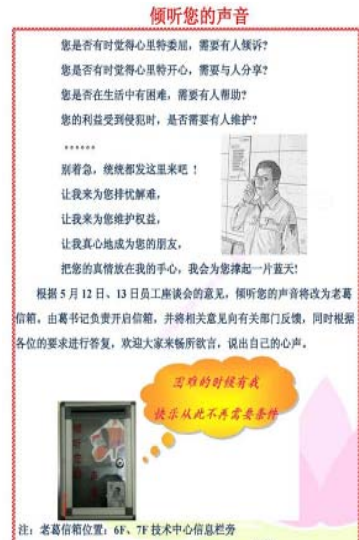 倾听您的声音
您是否有时觉得心里特委屈，需要有人倾诉?
您是否有时觉得心里特开心，需要与人分享?
您是否在生活中有困难，需要有人帮助?
您的利益受到侵犯时，是否需要有人维护?
******
别着急，统统都发这里来吧！
让我来为您排忧解难，
让我来为您维护权益，
让我真心地成为您的朋友，
把您的真情放在我的手心，我会为您撑起一片蓝天!
根据 5 月 12 日、13 日员工座谈会的意见，倾听您的声音将改为老葛
信箱，由葛书记负责开启信箱，并将相关意见向有关部门反馈，同时根据
各位的要求进行答复，欢迎大家来畅所欲言，说出自己的心声。
困难的时候有我
快乐从此不再需要条件
注：老葛信箱位置：6F、7F 技术中心信息栏旁